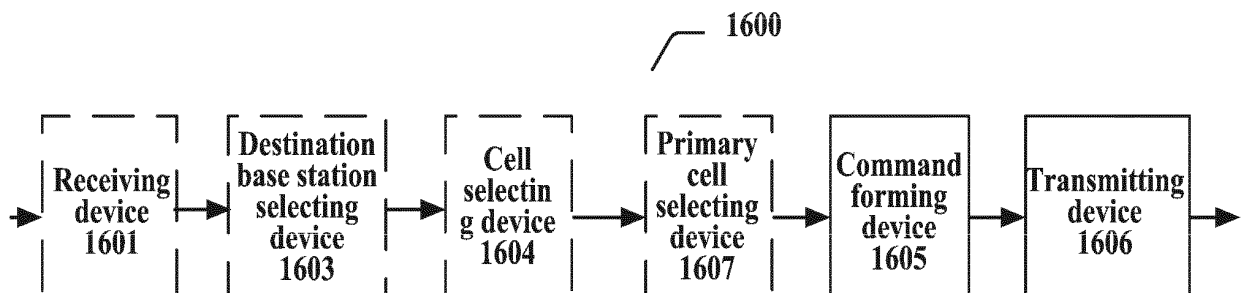 1600
Receiving
device
1601
Destination
base station
selecting
device
1603
Cell
selectin
g device
1604
Primary
cell
selecting
device
1607
Command
forming
device
1605
Transmitting
device
1606